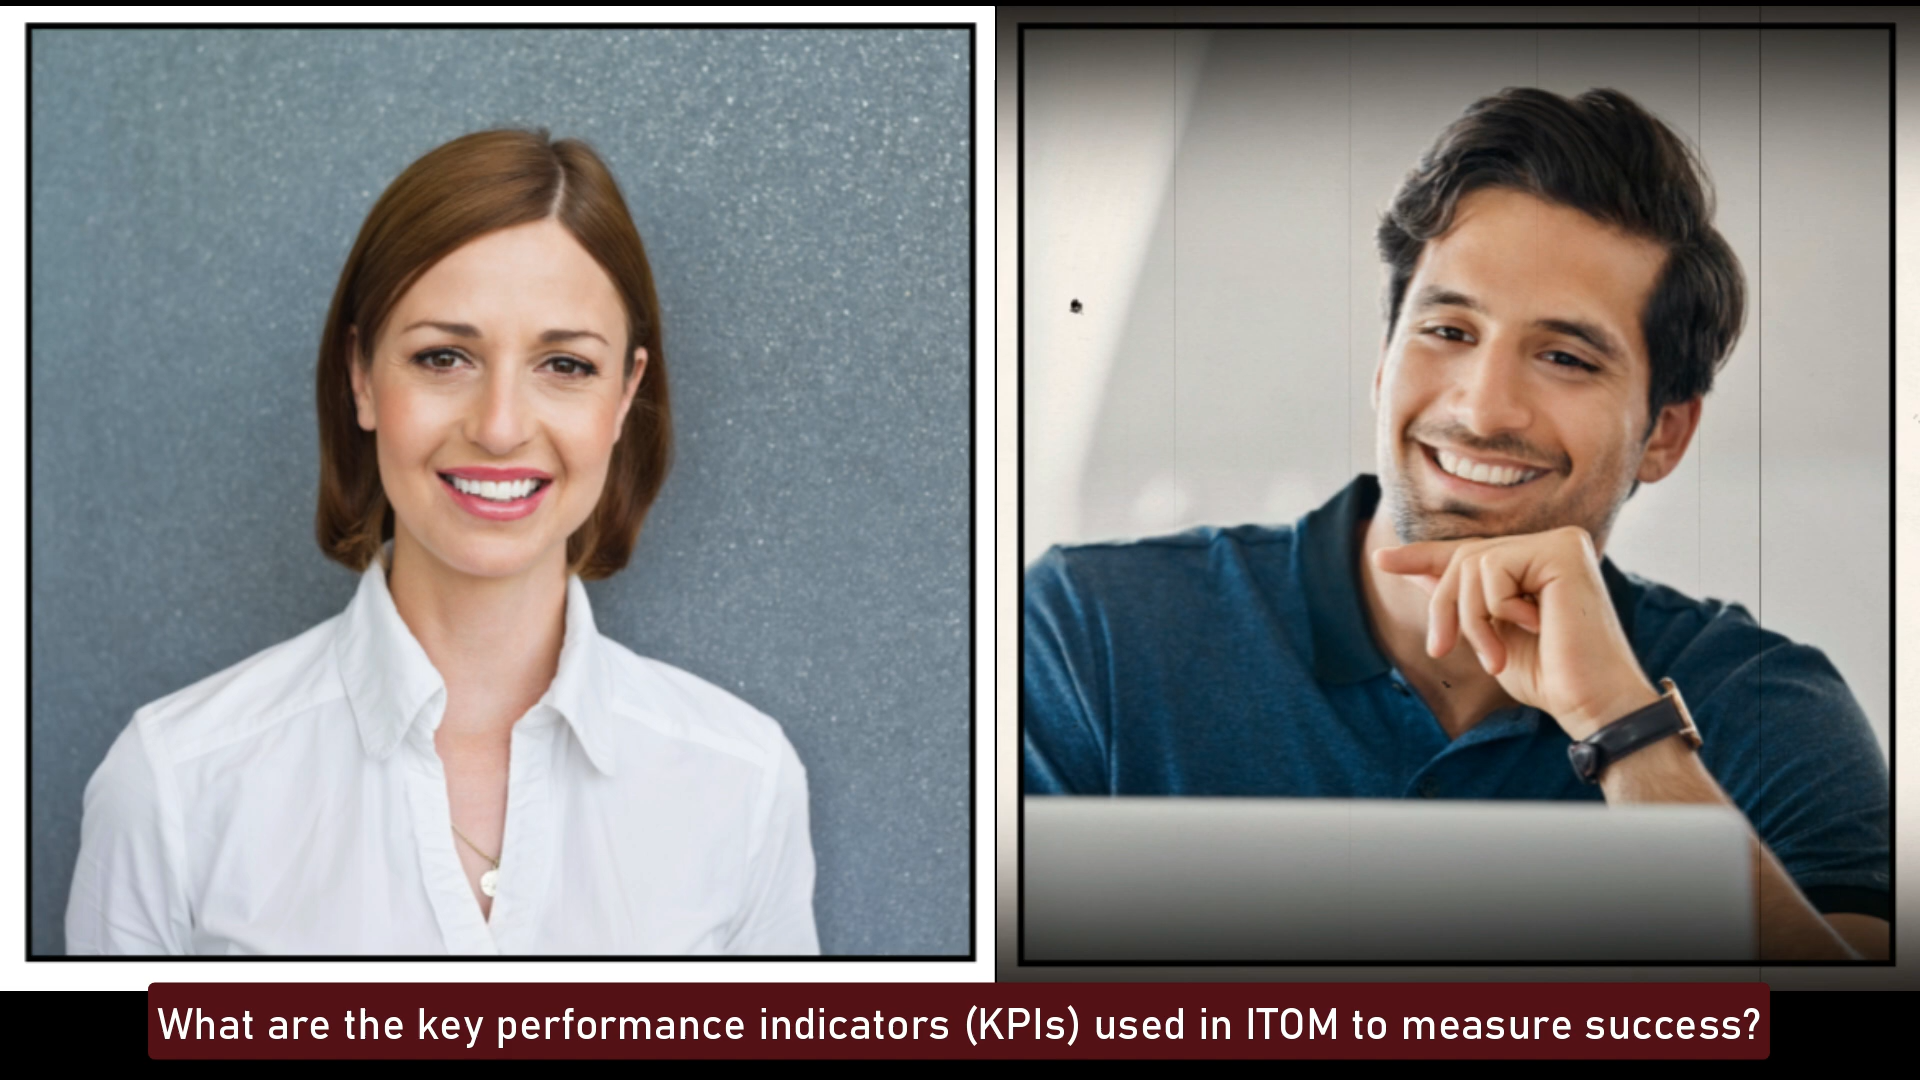 What are the key performance indicators (KPIs) used in ITOM to measure success?